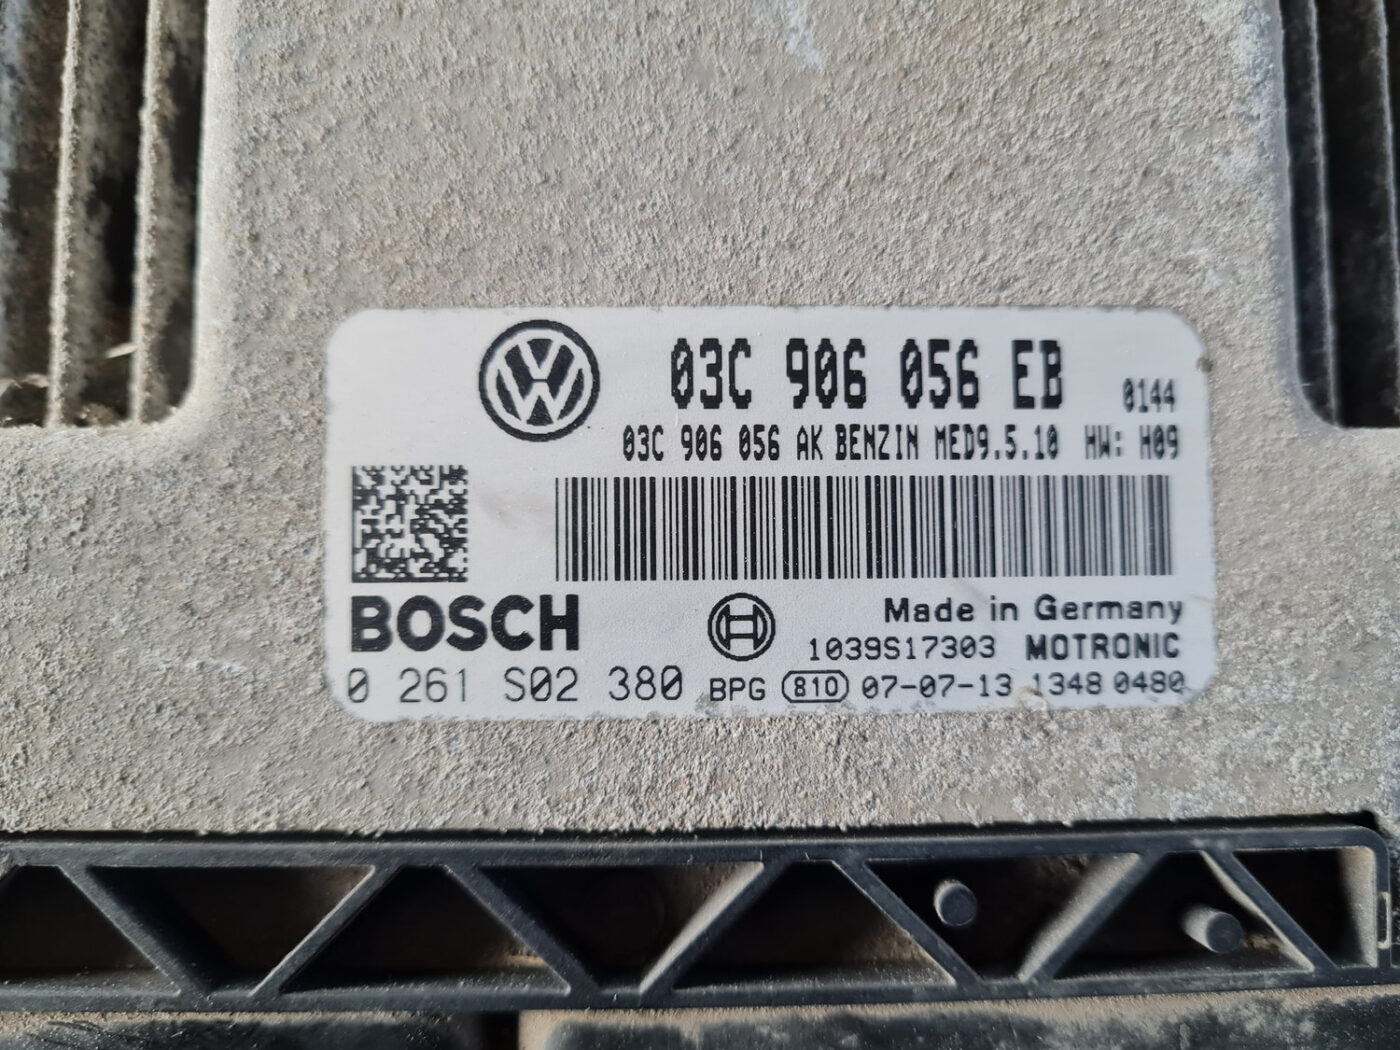 03C 906 056 EB 0144
03C 906 056 AK BENZIN MED9.5.10 HW: H09
BOSCH Made in Germany
1039S17303 MOTRONIC
0 261 S02 380 BPG 810 07-07-13 1348 0480